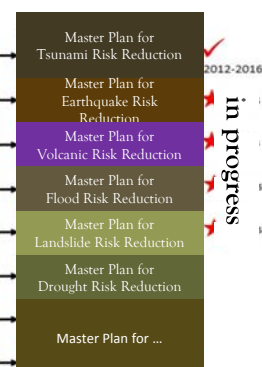 Master Plan for
Tsunami Risk Reduction
2012-2016
Master Plan for
Earthquake Risk
Reduction
Master Plan for
Volcanic Risk Reduction
Master Plan for
Flood Risk Reduction
Master Plan for
Landslide Risk Reduction
Master Plan for
Drought Risk Reduction
Master Plan for ...
in progress